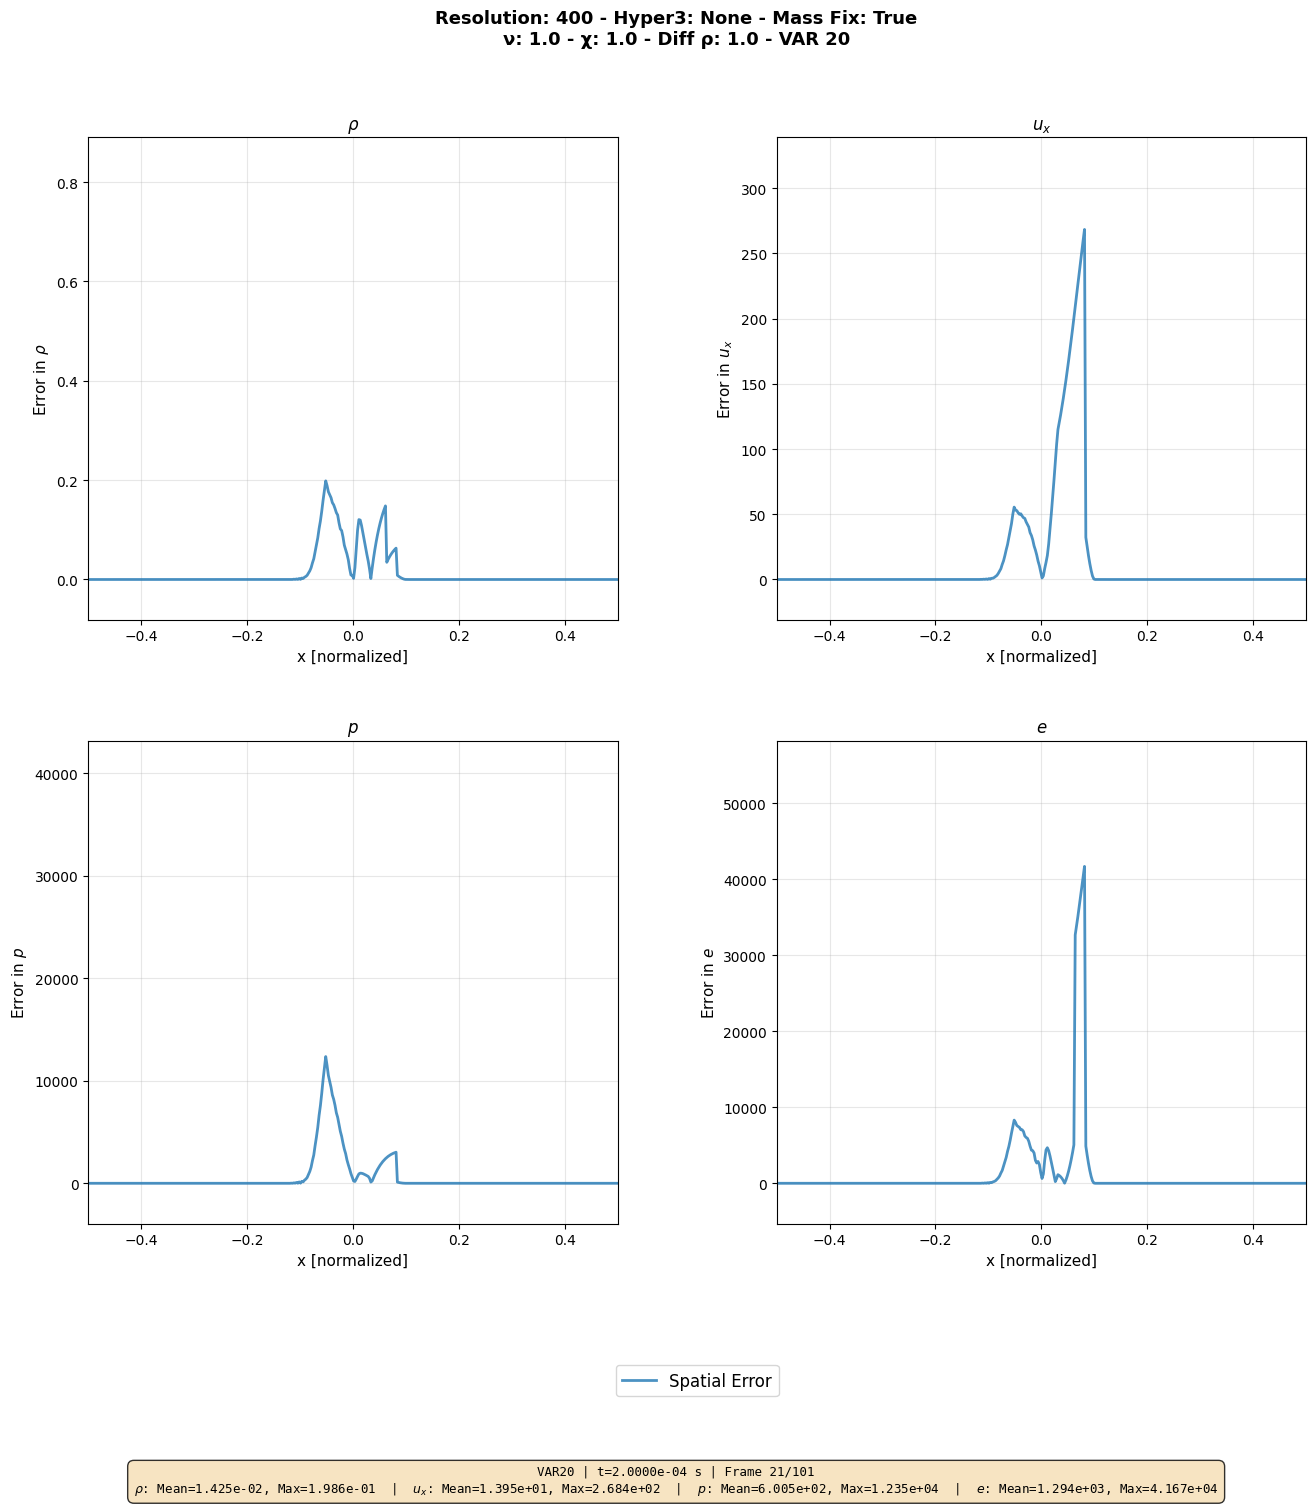 Resolution: 400 - Hyper3: None - Mass Fix: True
ν: 1.0 - χ: 1.0 - Diff ρ: 1.0 - VAR 20
ρ
0.8
0.6
0.4
0.2
0.0
Error in ρ
−0.4 −0.2 0.0 0.2 0.4
x [normalized]
u_x
300
250
200
150
100
50
0
Error in u_x
−0.4 −0.2 0.0 0.2 0.4
x [normalized]
p
40000
30000
20000
10000
0
Error in p
−0.4 −0.2 0.0 0.2 0.4
x [normalized]
e
50000
40000
30000
20000
10000
0
Error in e
−0.4 −0.2 0.0 0.2 0.4
x [normalized]
Spatial Error
VAR20 | t=2.0000e-04 s | Frame 21/101
ρ: Mean=1.425e-02, Max=1.986e-01 | u_x: Mean=1.395e+01, Max=2.684e+02 | p: Mean=6.005e+02, Max=1.235e+04 | e: Mean=1.294e+03, Max=4.167e+04